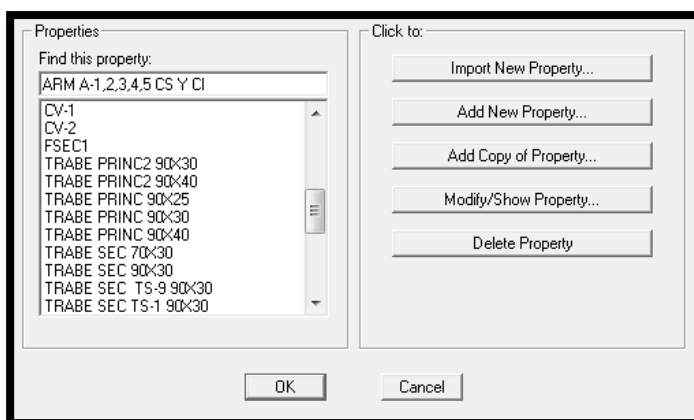 Properties
Find this property:
ARM A-1,2,3,4,5 CS Y CI
CV-1
CV-2
FSEC1
TRABE PRINC2 90X30
TRABE PRINC2 90X40
TRABE PRINC 90X25
TRABE PRINC 90X30
TRABE PRINC 90X40
TRABE SEC 70X30
TRABE SEC 90X30
TRABE SEC  TS-9 90X30
TRABE SEC TS-1 90X30
Click to:
Import New Property...
Add New Property...
Add Copy of Property...
Modify/Show Property...
Delete Property
OK
Cancel